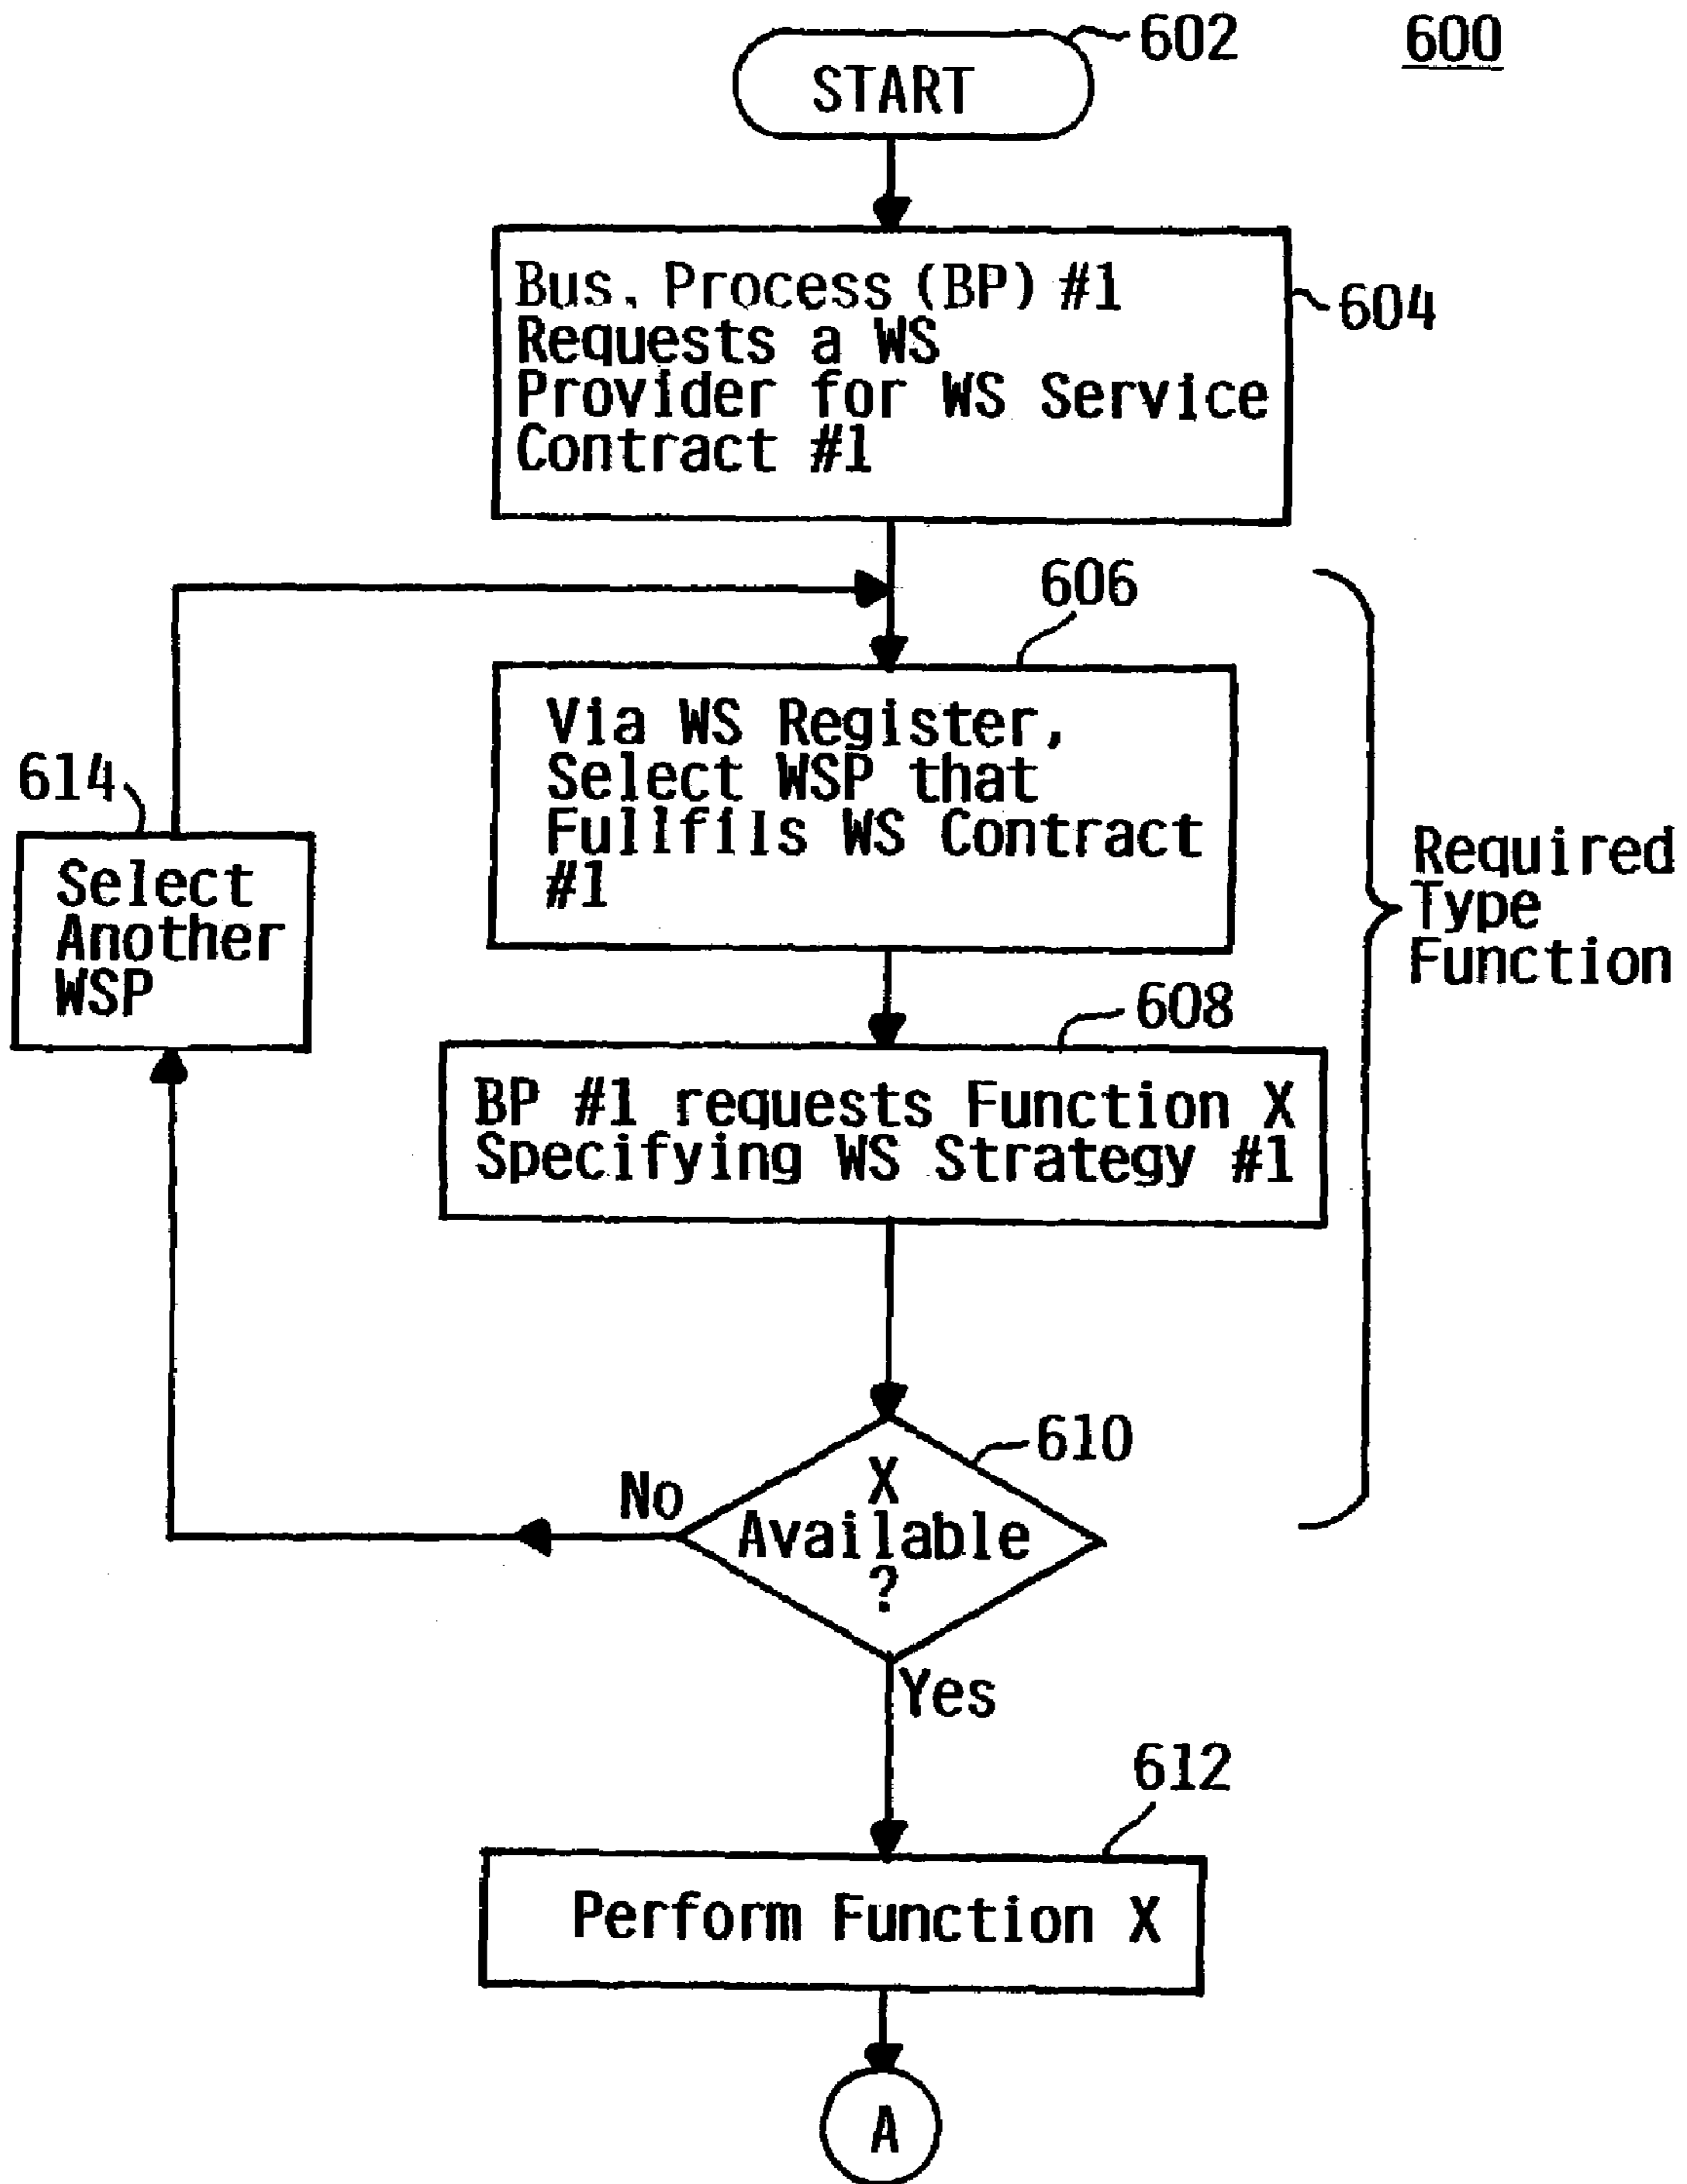 602
600
START
Bus. Process (BP) #1
Requests a WS
Provider for WS Service
Contract #1
604
606
Via WS Register,
Select WSP that
Fullfils WS Contract
#1
614
Select
Another
WSP
Required
Type
Function
608
BP #1 requests Function X
Specifying WS Strategy #1
610
X
Available
?
No
Yes
612
Perform Function X
A